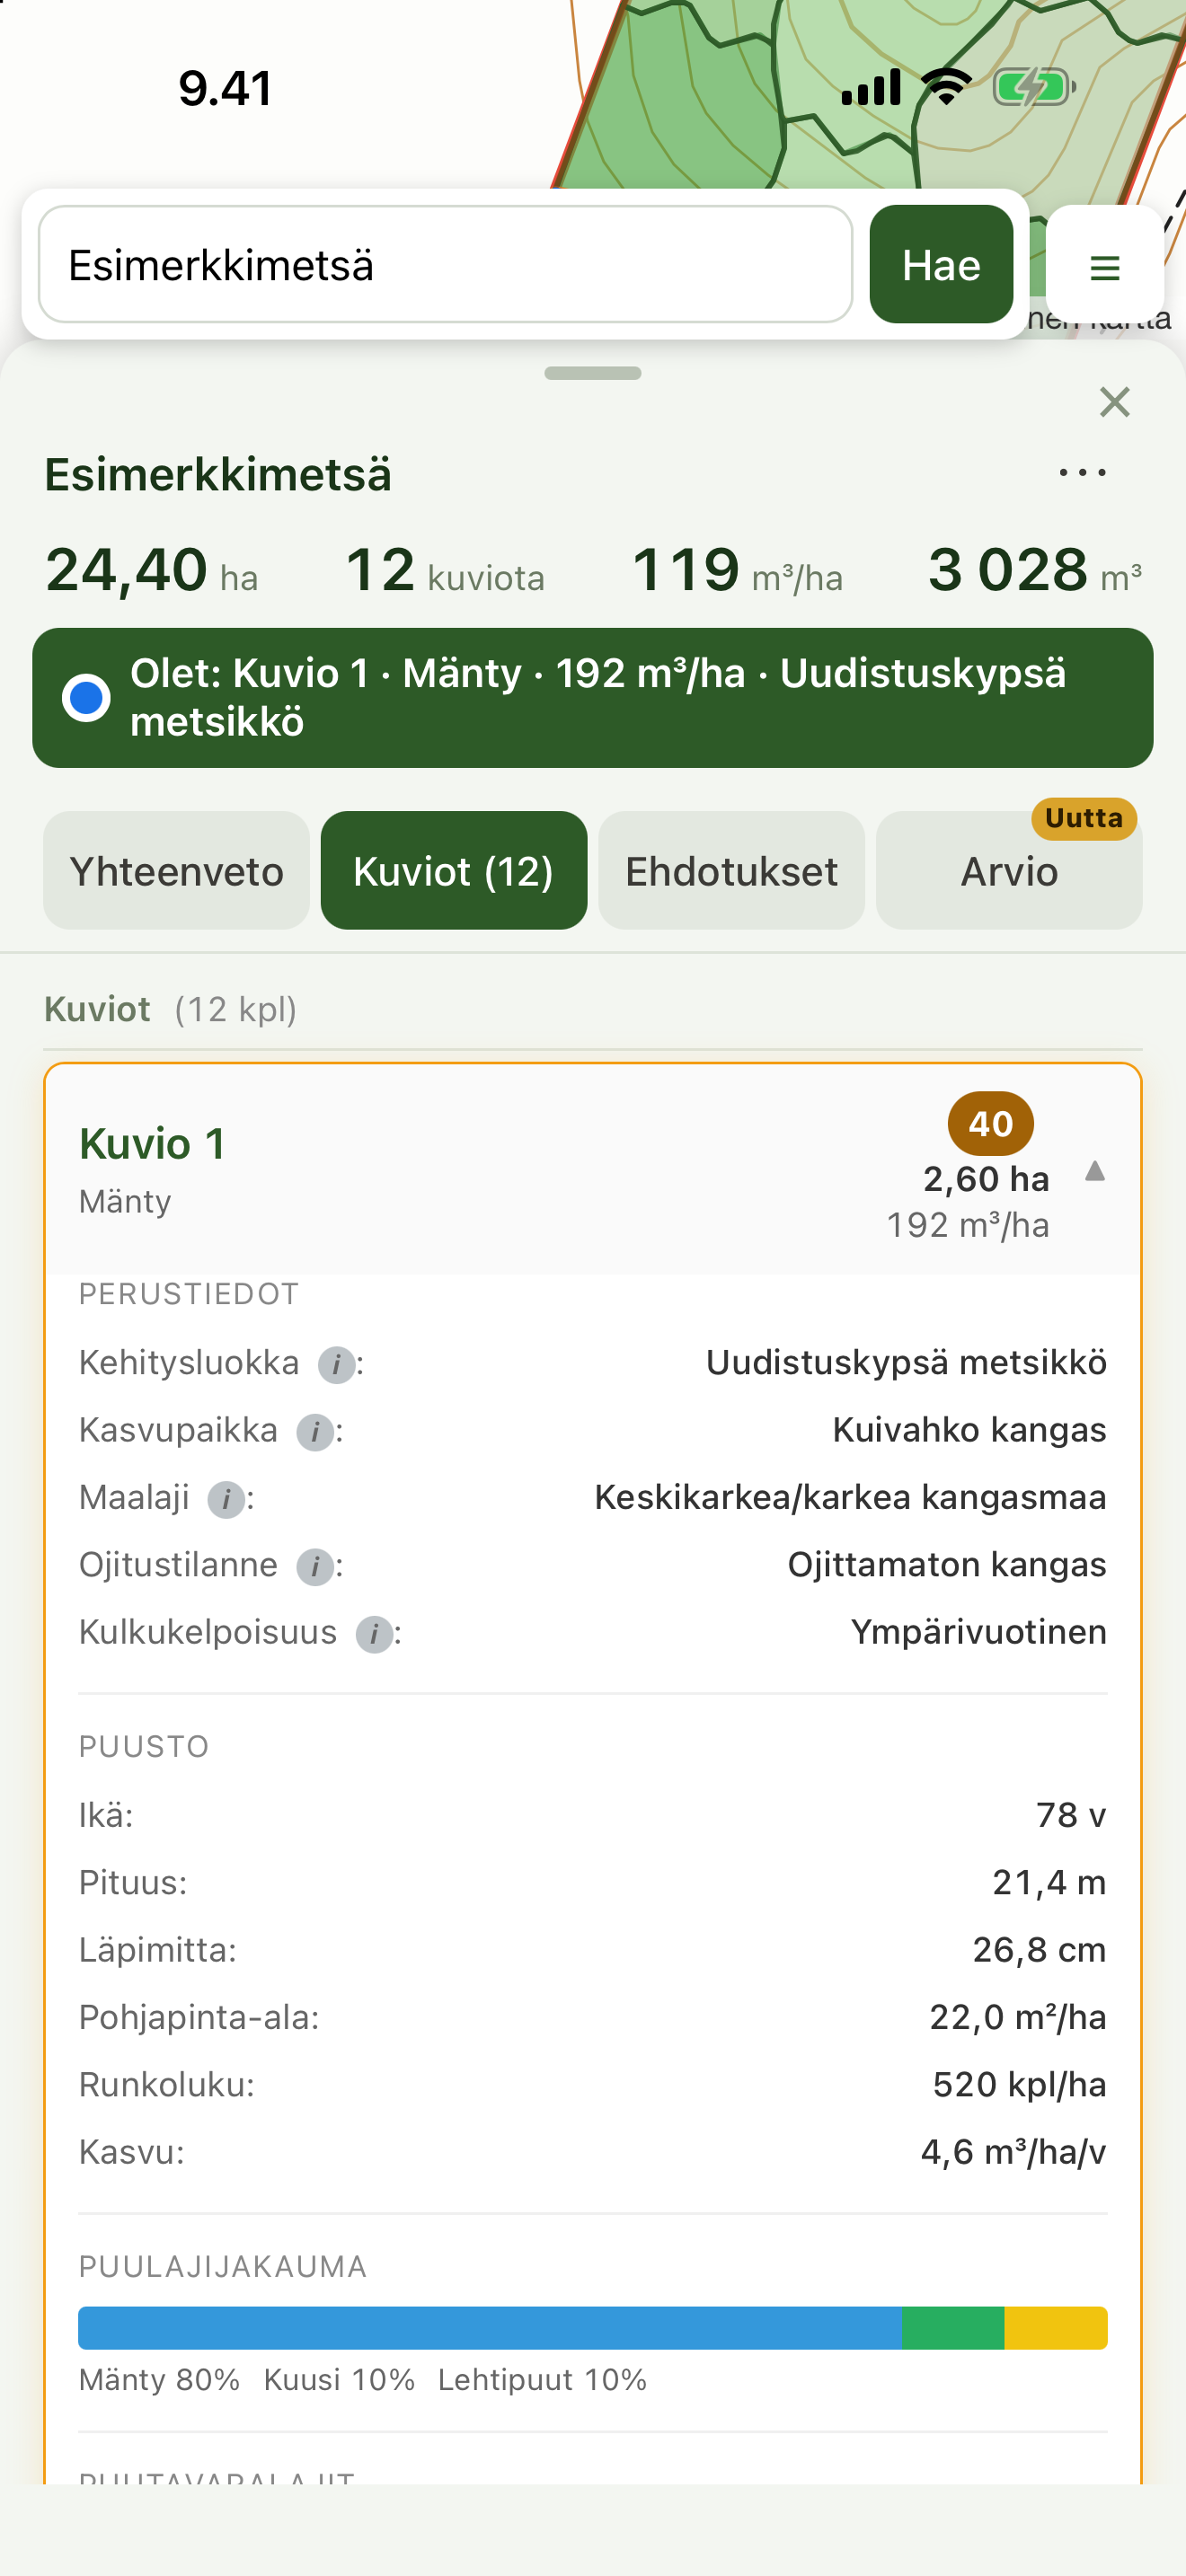 9.41
Esimerkkimetsä
Hae
Esimerkkimetsä
24,40 ha 12 kuviota 119 m³/ha 3 028 m³
Olet: Kuvio 1 · Mänty · 192 m³/ha · Uudistuskypsä
metsikkö
Uutta
Yhteenveto Kuviot (12) Ehdotukset Arvio
Kuviot (12 kpl)
40
Kuvio 1
2,60 ha
Mänty
192 m³/ha
PERUSTIEDOT
Kehitysluokka i: Uudistuskypsä metsikkö
Kasvupaikka i: Kuivahko kangas
Maalaji i: Keskikarkea/karkea kangasmaa
Ojitustilanne i: Ojittamaton kangas
Kulkukelpoisuus i: Ympärivuotinen
PUUSTO
Ikä: 78 v
Pituus: 21,4 m
Läpimitta: 26,8 cm
Pohjapinta-ala: 22,0 m²/ha
Runkoluku: 520 kpl/ha
Kasvu: 4,6 m³/ha/v
PUULAJIJAKAUMA
Mänty 80% Kuusi 10% Lehtipuut 10%
PUUTAVARALAJIT